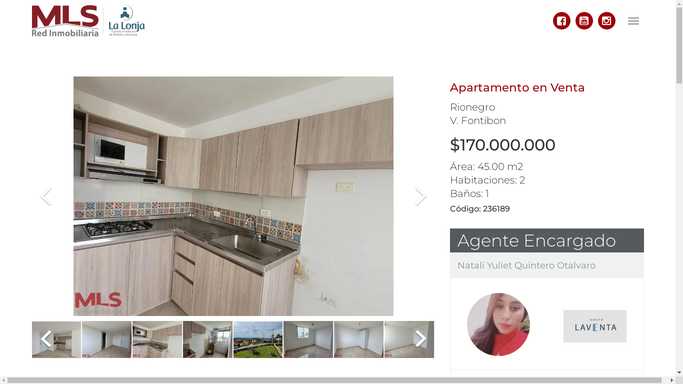 MLS
Red Inmobiliaria
La Lonja
Apartamento en Venta
Rionegro
V. Fontibon
$170.000.000
Área: 45.00 m2
Habitaciones: 2
Baños: 1
Código: 236189
Agente Encargado
Natali Yuliet Quintero Otalvaro
MLS
LAVENTA